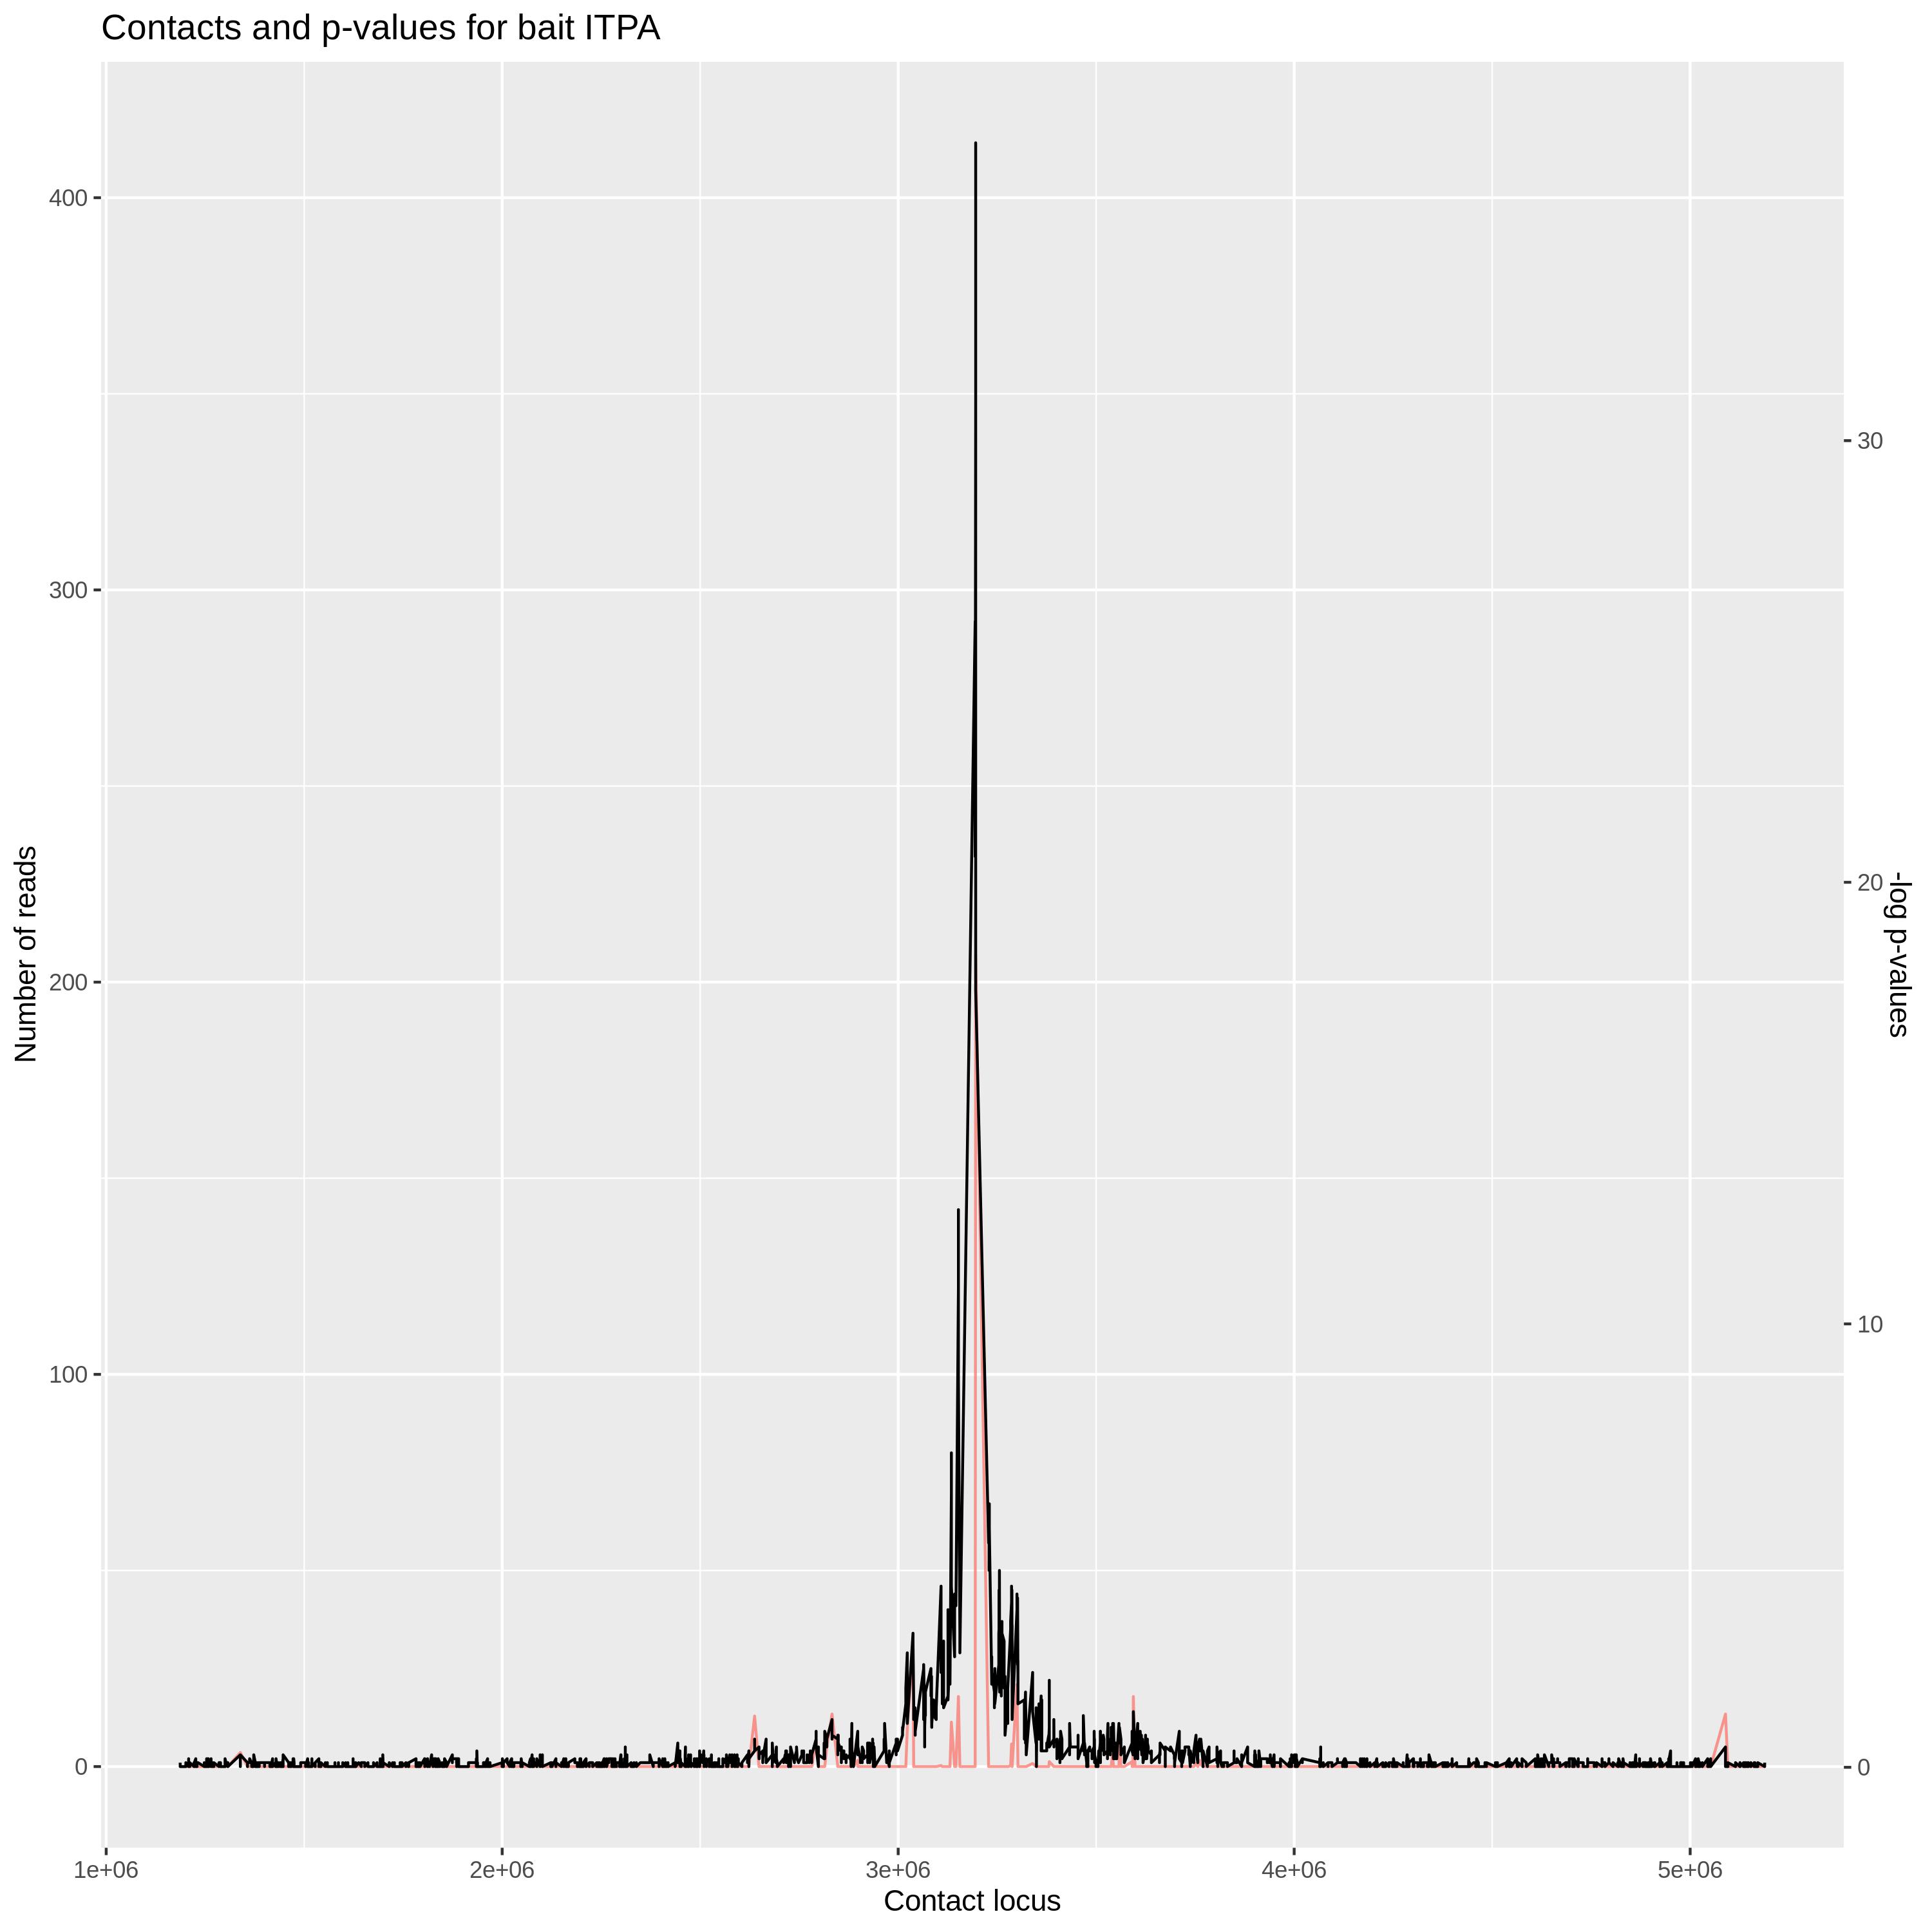 Contacts and p-values for bait ITPA
400
300
200
100
0
Number of reads
30
20
10
0
-log p-values
1e+06
2e+06
3e+06
4e+06
5e+06
Contact locus